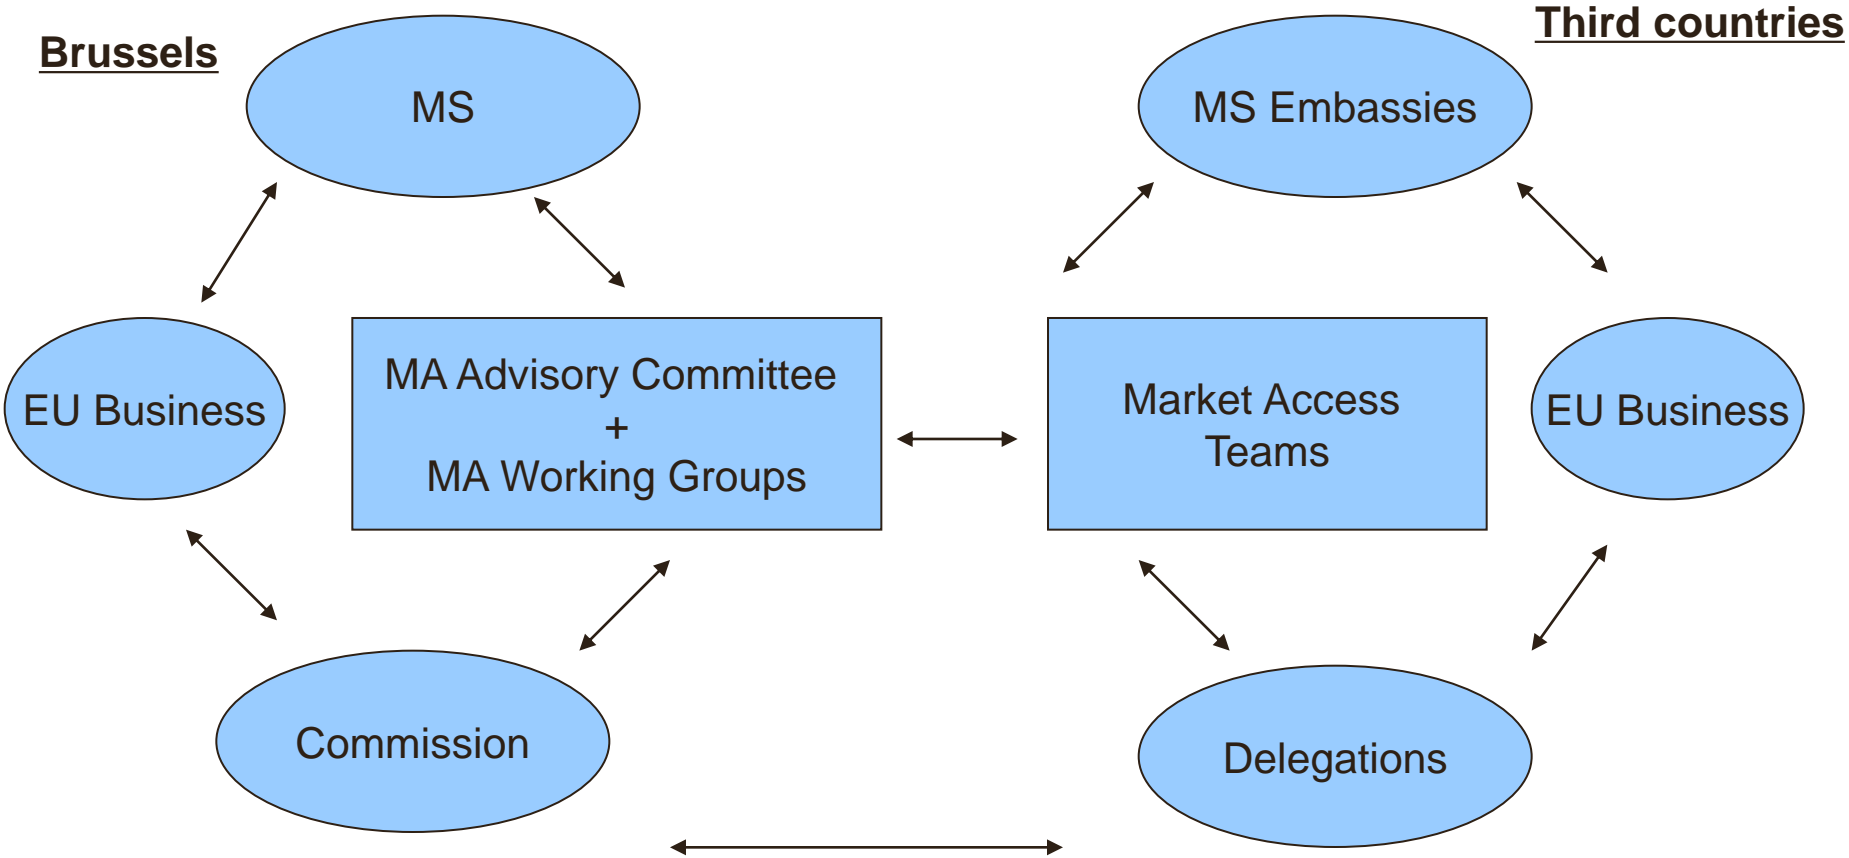 Brussels
Third countries
MS
MS Embassies
EU Business
MA Advisory Committee
+
MA Working Groups
Market Access
Teams
EU Business
Commission
Delegations